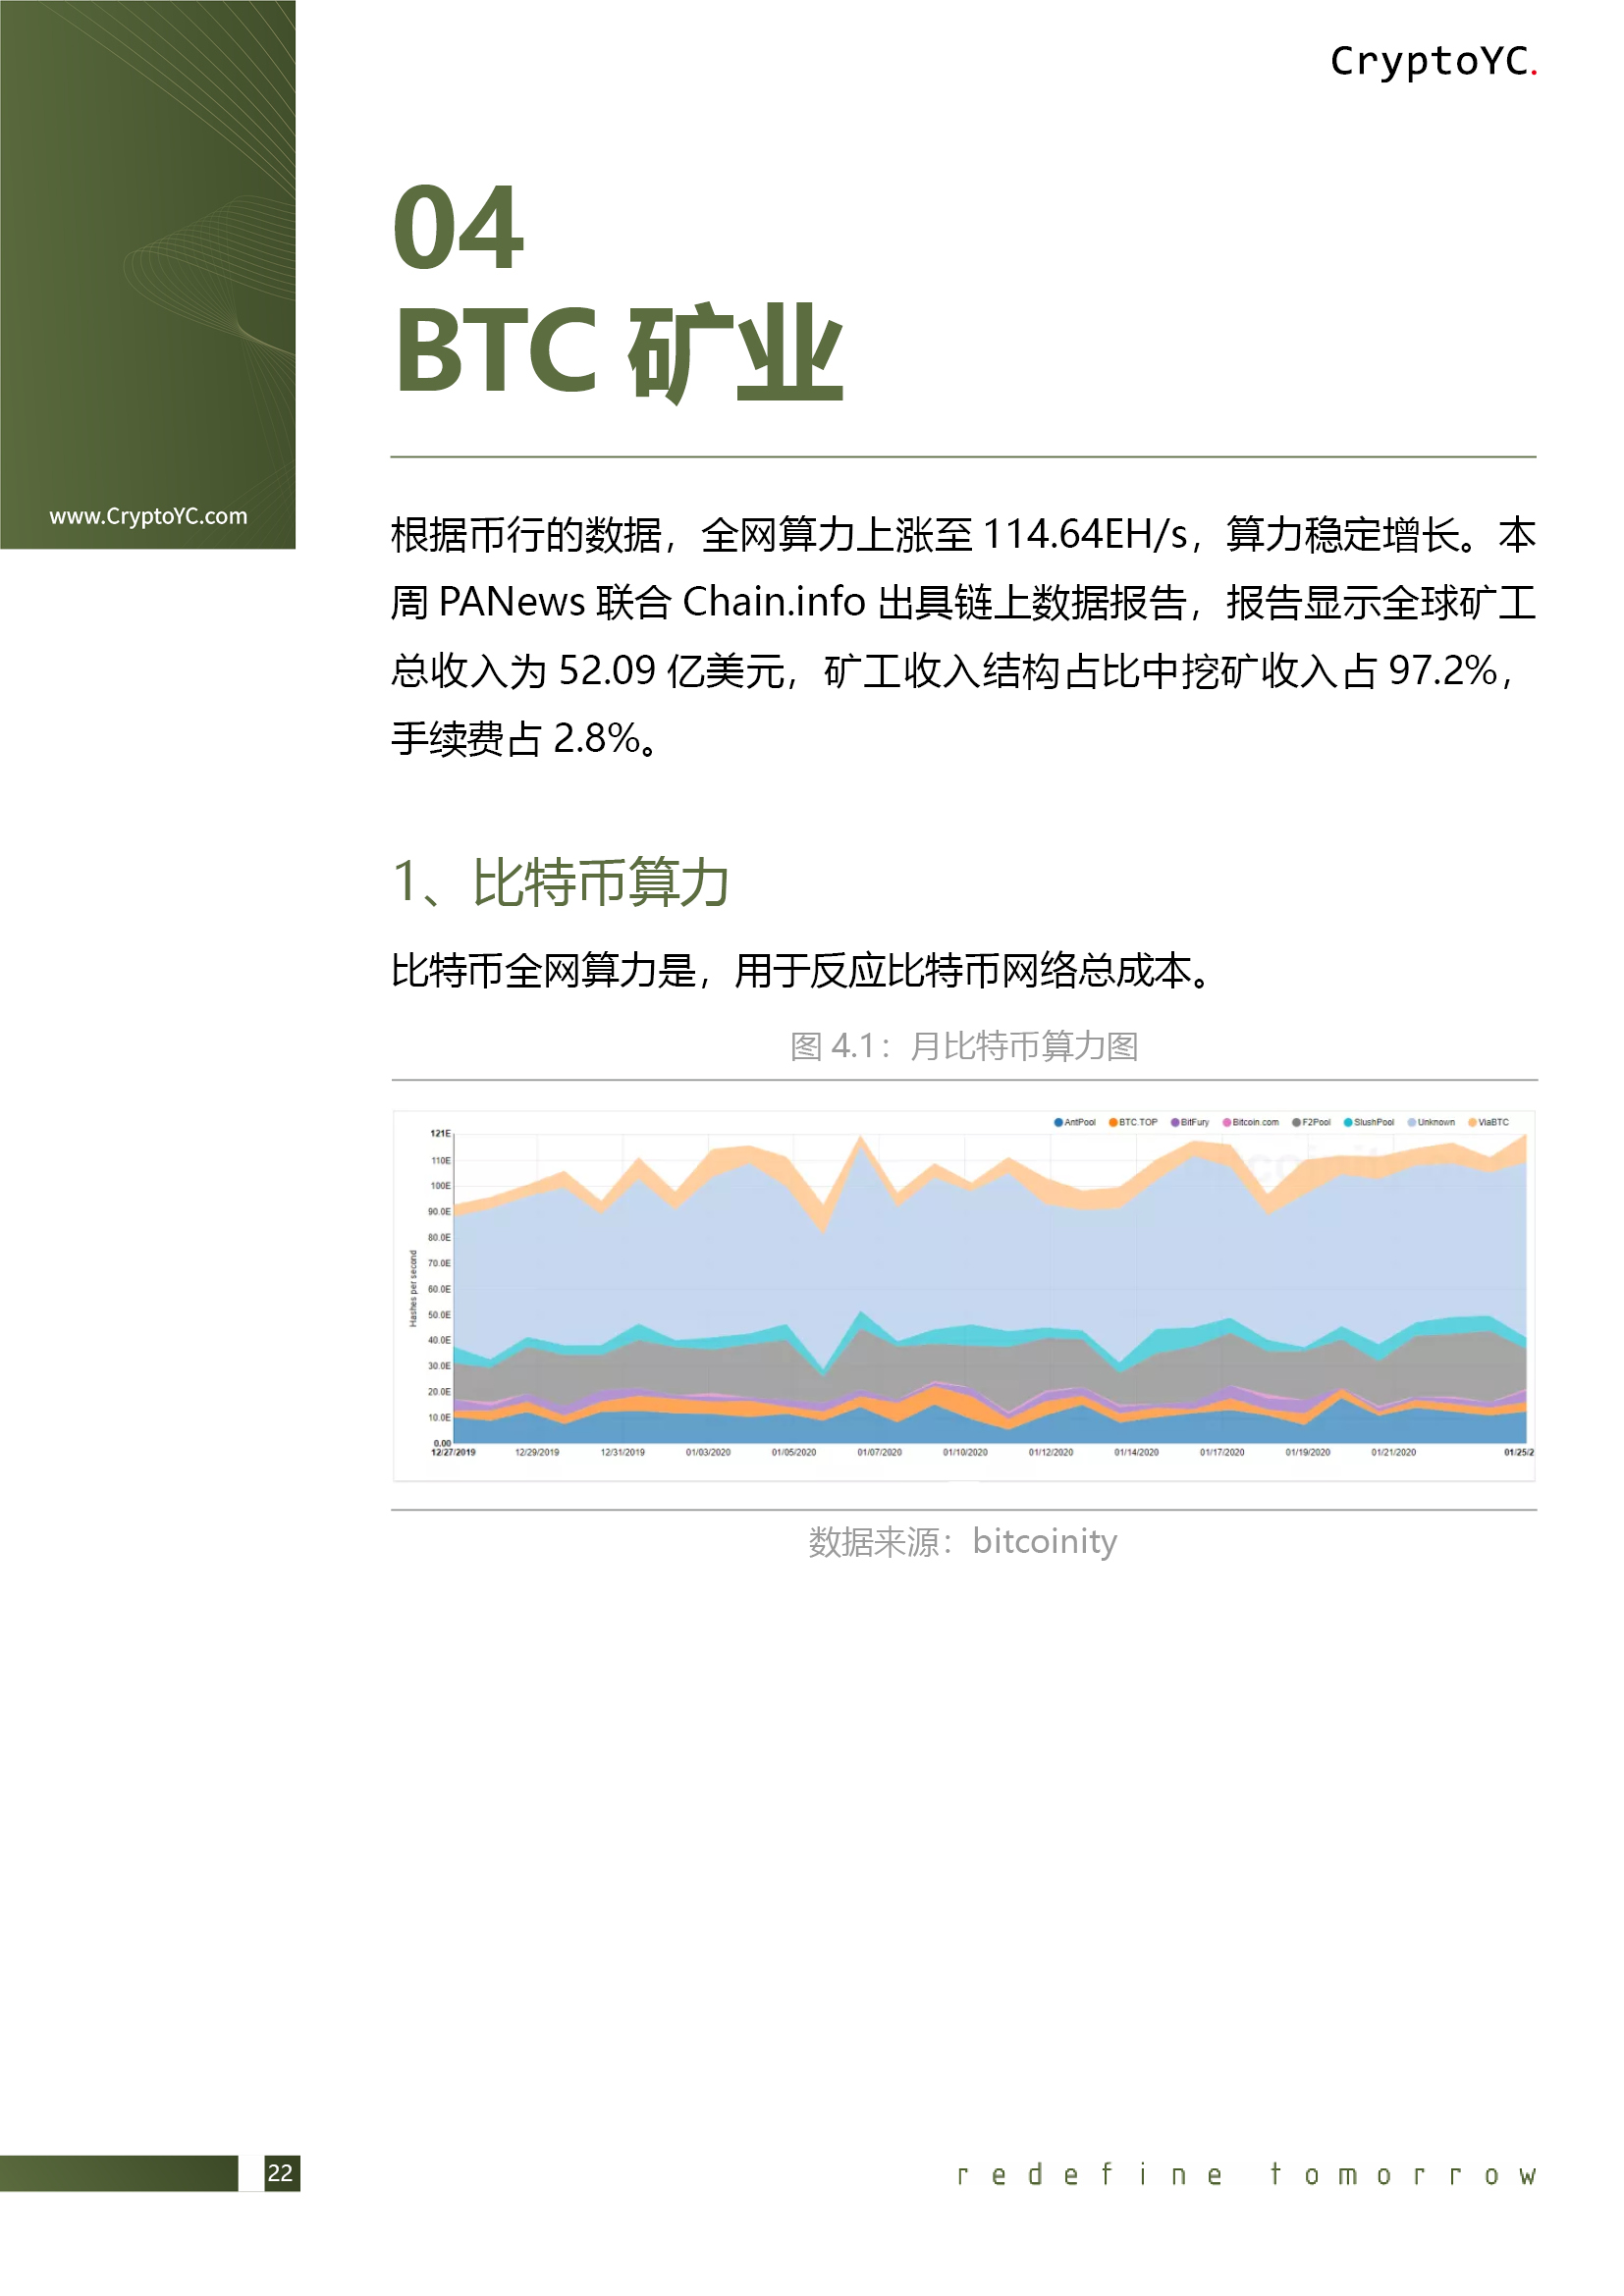 CryptoYC.
www.CryptoYC.com
04
BTC 矿业
根据币行的数据，全网算力上涨至 114.64EH/s，算力稳定增长。本
周 PANews 联合 Chain.info 出具链上数据报告，报告显示全球矿工
总收入为 52.09 亿美元，矿工收入结构占比中挖矿收入占 97.2%，
手续费占 2.8%。
1、比特币算力
比特币全网算力是，用于反应比特币网络总成本。
图 4.1：月比特币算力图
AntPool BTC.TOP BitFury Bitcoin.com F2Pool SlushPool Unknown ViaBTC
Hashes per second
121E
110E
100E
90.0E
80.0E
70.0E
60.0E
50.0E
40.0E
30.0E
20.0E
10.0E
0.00
12/27/2019 12/29/2019 12/31/2019 01/03/2020 01/05/2020 01/07/2020 01/10/2020 01/12/2020 01/14/2020 01/17/2020 01/19/2020 01/21/2020 01/25/2
数据来源：bitcoinity
22
redefine tomorrow